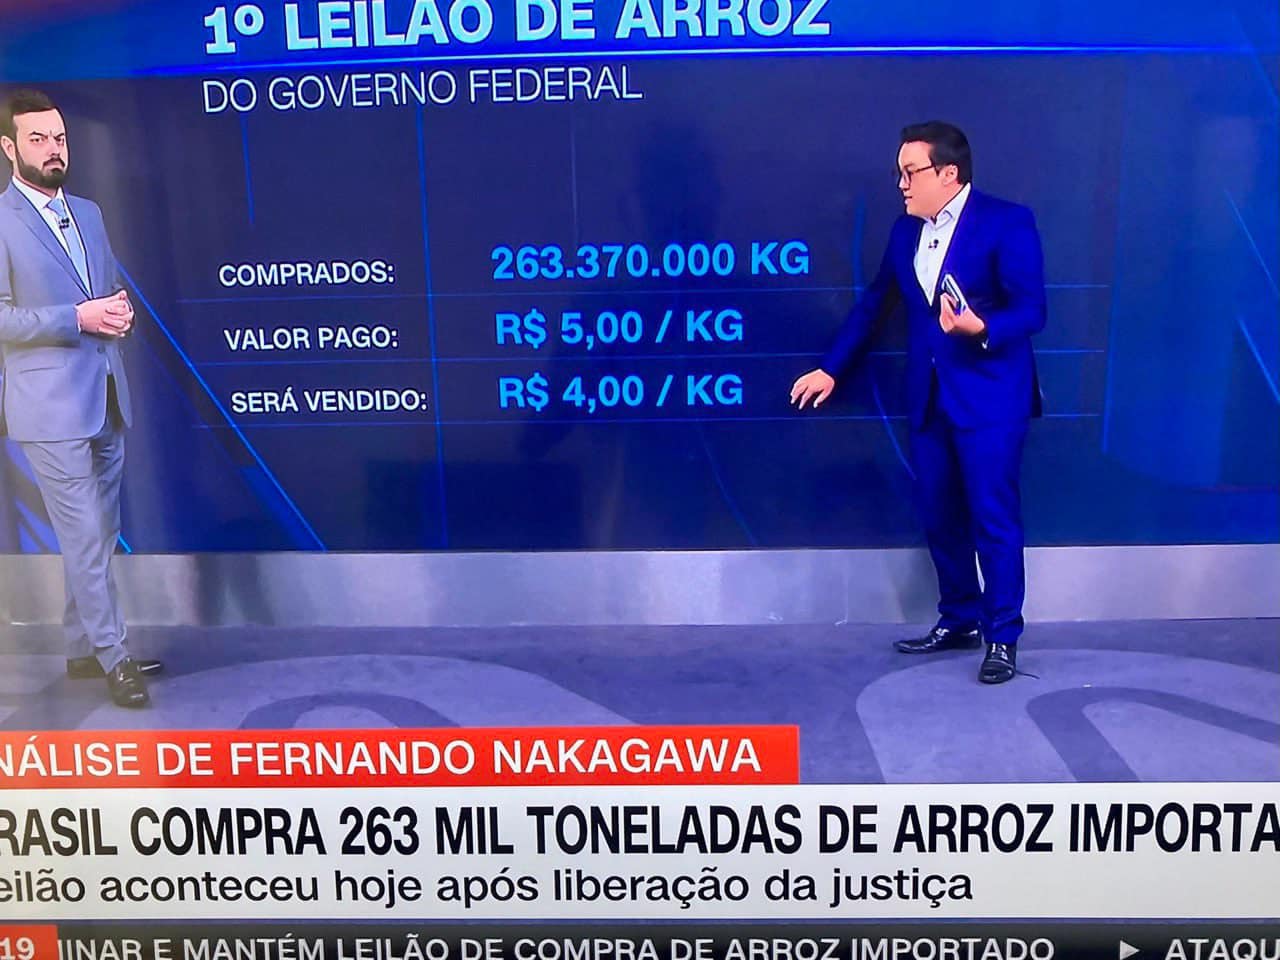 1º LEILÃO DE ARROZ
DO GOVERNO FEDERAL
COMPRADOS: 263.370.000 KG
VALOR PAGO: R$ 5,00 / KG
SERÁ VENDIDO: R$ 4,00 / KG
NÁLISE DE FERNANDO NAKAGAWA
RASIL COMPRA 263 MIL TONELADAS DE ARROZ IMPORTA
eilão aconteceu hoje após liberação da justiça
19 MINAR E MANTÉM LEILÃO DE COMPRA DE ARROZ IMPORTADO ▶ ATAQU